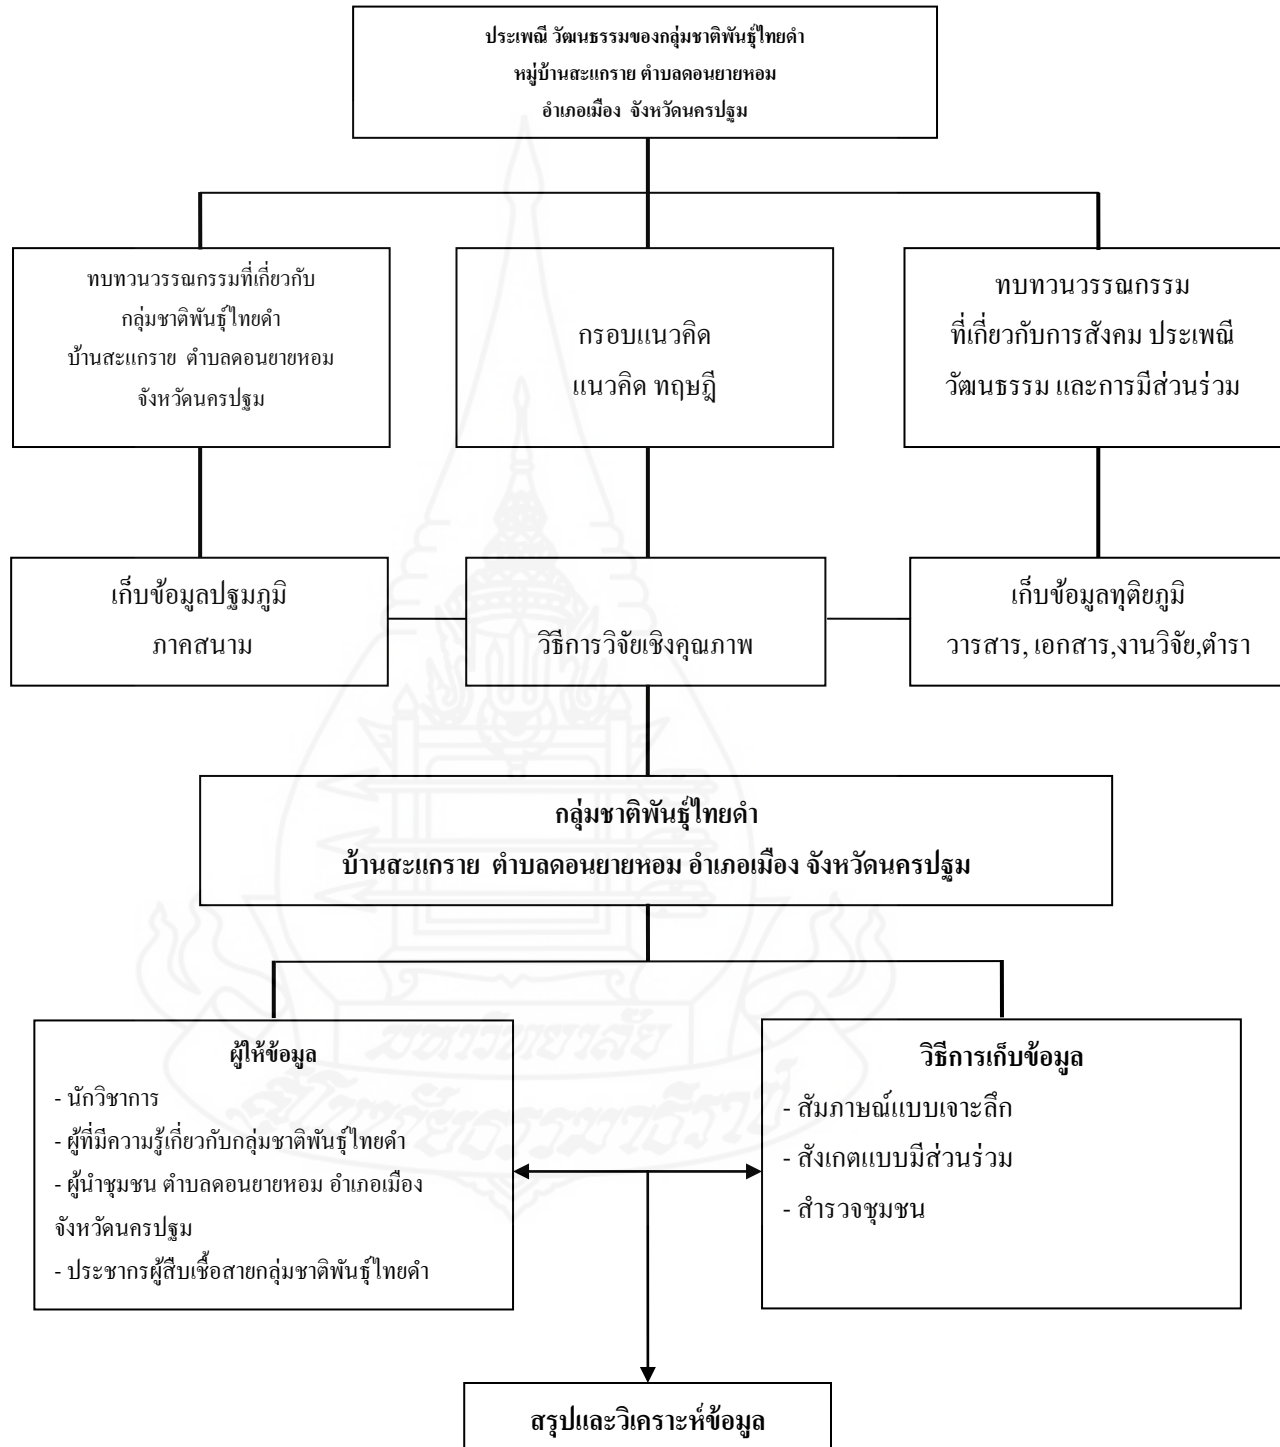 ประเพณี วัฒนธรรมของกลุ่มชาติพันธุ์ไทยดำ
หมู่บ้านสะแกราย ตำบลดอนยายหอม
อำเภอเมือง จังหวัดนครปฐม
ทบทวนวรรณกรรมที่เกี่ยวกับ
กลุ่มชาติพันธุ์ไทยดำ
บ้านสะแกราย ตำบลดอนยายหอม
จังหวัดนครปฐม
กรอบแนวคิด
แนวคิด ทฤษฎี
ทบทวนวรรณกรรม
ที่เกี่ยวกับการสังคม ประเพณี
วัฒนธรรม และการมีส่วนร่วม
เก็บข้อมูลปฐมภูมิ
ภาคสนาม
วิธีการวิจัยเชิงคุณภาพ
เก็บข้อมูลทุติยภูมิ
วารสาร, เอกสาร,งานวิจัย,ตำรา
กลุ่มชาติพันธุ์ไทยดำ
บ้านสะแกราย ตำบลดอนยายหอม อำเภอเมือง จังหวัดนครปฐม
ผู้ให้ข้อมูล
- นักวิชาการ
- ผู้ที่มีความรู้เกี่ยวกับกลุ่มชาติพันธุ์ไทยดำ
- ผู้นำชุมชน ตำบลดอนยายหอม อำเภอเมือง
จังหวัดนครปฐม
- ประชากรผู้สืบเชื้อสายกลุ่มชาติพันธุ์ไทยดำ
วิธีการเก็บข้อมูล
- สัมภาษณ์แบบเจาะลึก
- สังเกตแบบมีส่วนร่วม
- สำรวจชุมชน
สรุปและวิเคราะห์ข้อมูล
มหาวิทยาลัย
สุโขทัยธรรมาธิราช